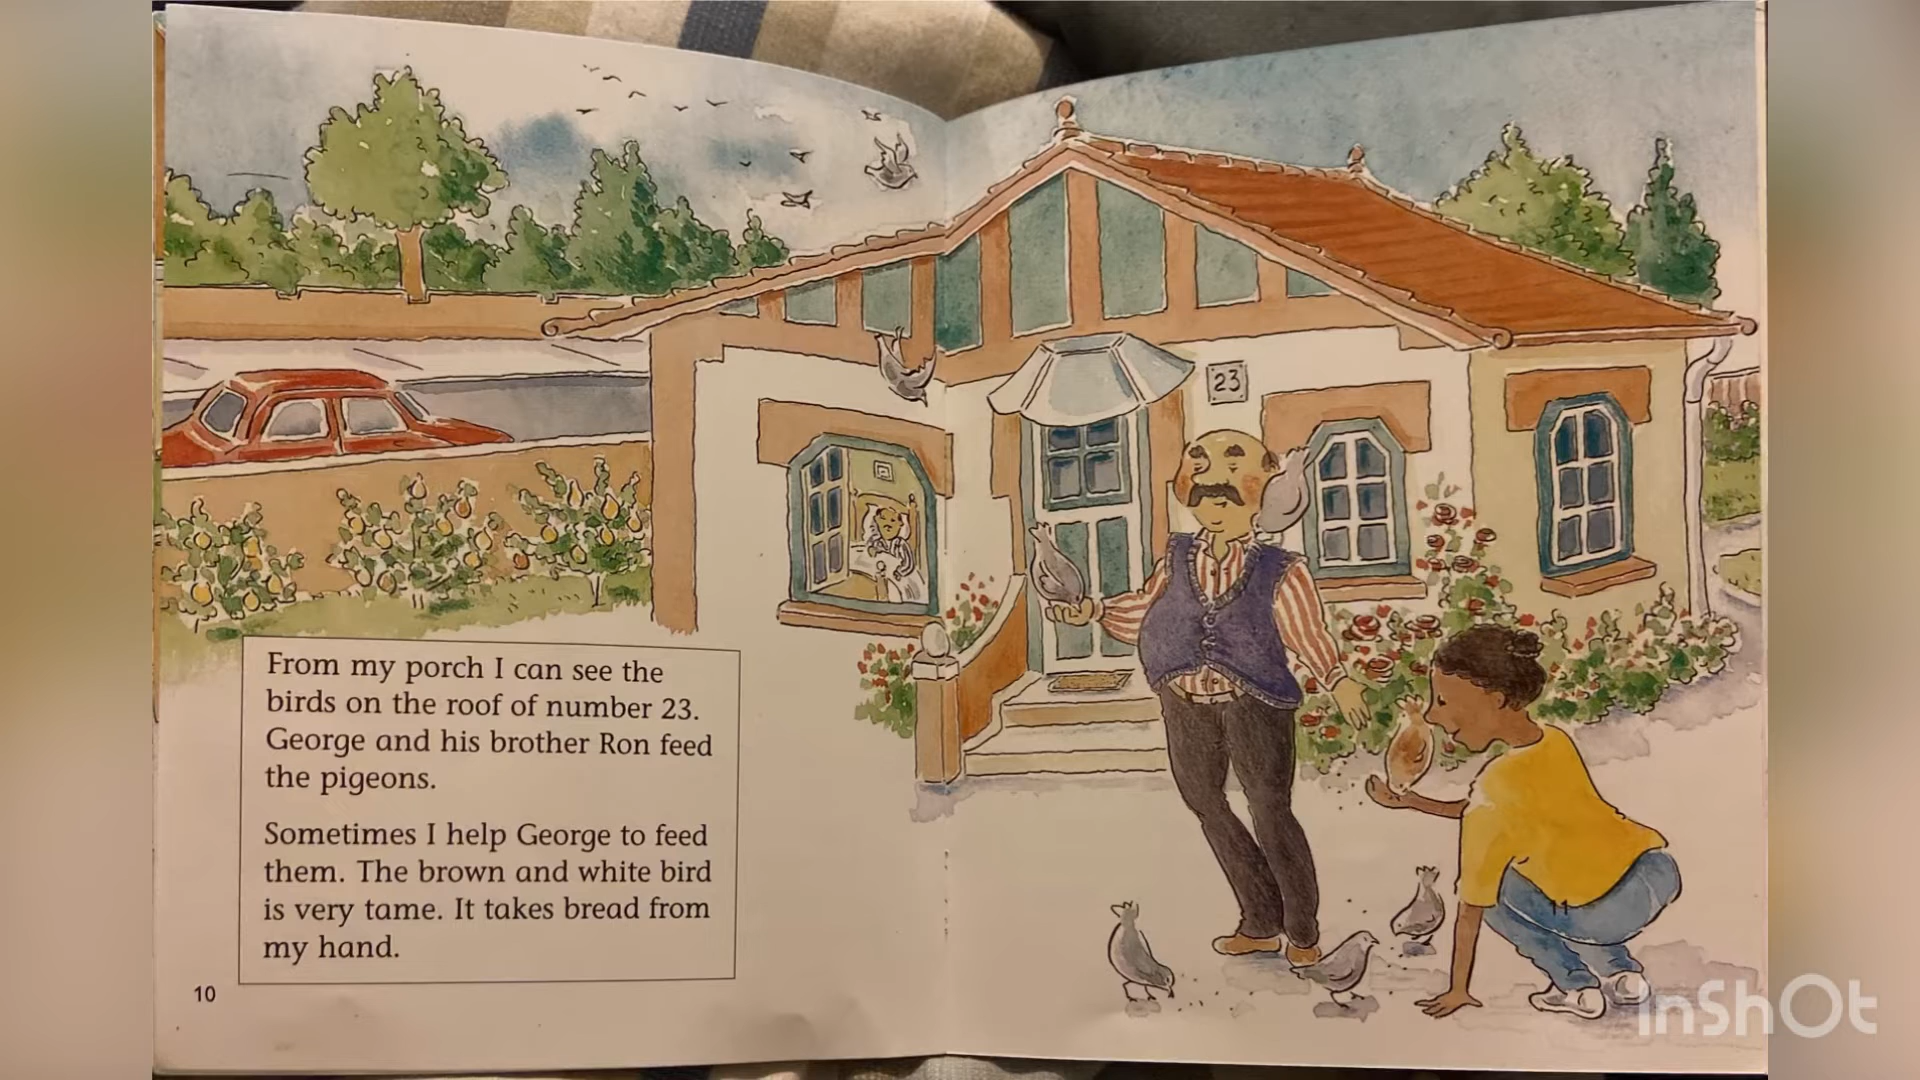 From my porch I can see the
birds on the roof of number 23.
George and his brother Ron feed
the pigeons.
Sometimes I help George to feed
them. The brown and white bird
is very tame. It takes bread from
my hand.
10
23
11
InShOt